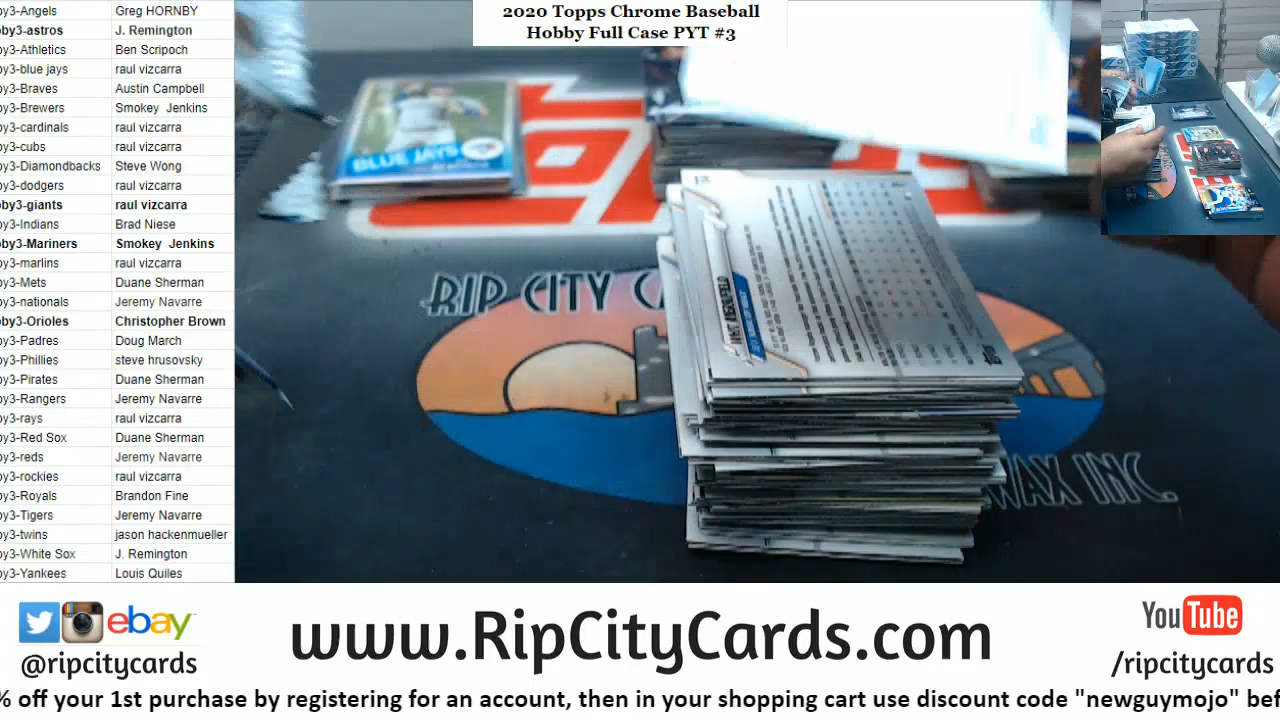 2020 Topps Chrome Baseball
Hobby Full Case PYT #3
by3-Angels Greg HORNBY
by3-astros J. Remington
by3-Athletics Ben Scripoch
by3-blue jays raul vizcarra
by3-Braves Austin Campbell
by3-Brewers Smokey Jenkins
by3-cardinals raul vizcarra
by3-cubs raul vizcarra
by3-Diamondbacks Steve Wong
by3-dodgers raul vizcarra
by3-giants raul vizcarra
by3-Indians Brad Niese
by3-Mariners Smokey Jenkins
by3-marlins raul vizcarra
by3-Mets Duane Sherman
by3-nationals Jeremy Navarre
by3-Orioles Christopher Brown
by3-Padres Doug March
by3-Phillies steve hrusovsky
by3-Pirates Duane Sherman
by3-Rangers Jeremy Navarre
by3-rays raul vizcarra
by3-Red Sox Duane Sherman
by3-reds Jeremy Navarre
by3-rockies raul vizcarra
by3-Royals Brandon Fine
by3-Tigers Jeremy Navarre
by3-twins jason hackenmueller
by3-White Sox J. Remington
by3-Yankees Louis Quiles
BLUE JAYS
RIP CITY
WAX INC.
ebay
@ripcitycards
www.RipCityCards.com
YouTube
/ripcitycards
% off your 1st purchase by registering for an account, then in your shopping cart use discount code "newguymojo" bef